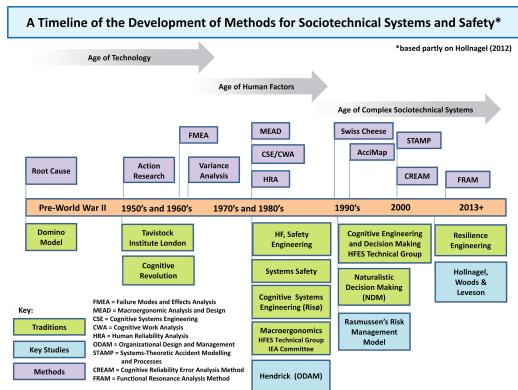 A Timeline of the Development of Methods for Sociotechnical Systems and Safety*
*based partly on Hollnagel (2012)
Age of Technology
Age of Human Factors
Age of Complex Sociotechnical Systems
Root Cause
Action
Research
FMEA
Variance
Analysis
MEAD
CSE/CWA
HRA
Swiss Cheese
AcciMap
STAMP
CREAM
FRAM
Pre-World War II
1950's and 1960's
1970's and 1980's
1990's
2000
2013+
Domino
Model
Tavistock
Institute London
Cognitive
Revolution
HF, Safety
Engineering
Systems Safety
Cognitive Systems
Engineering (Risø)
Macroergonomics
HFES Technical Group
IEA Committee
Hendrick (ODAM)
Cognitive Engineering
and Decision Making
HFES Technical Group
Naturalistic
Decision Making
(NDM)
Rasmussen's Risk
Management
Model
Resilience
Engineering
Hollnagel,
Woods &
Leveson
Key:
Traditions
Key Studies
Methods
FMEA = Failure Modes and Effects Analysis
MEAD = Macroergonomic Analysis and Design
CSE = Cognitive Systems Engineering
CWA = Cognitive Work Analysis
HRA = Human Reliability Analysis
ODAM = Organizational Design and Management
STAMP = Systems-Theoretic Accident Modelling
and Processes
CREAM = Cognitive Reliability Error Analysis Method
FRAM = Functional Resonance Analysis Method